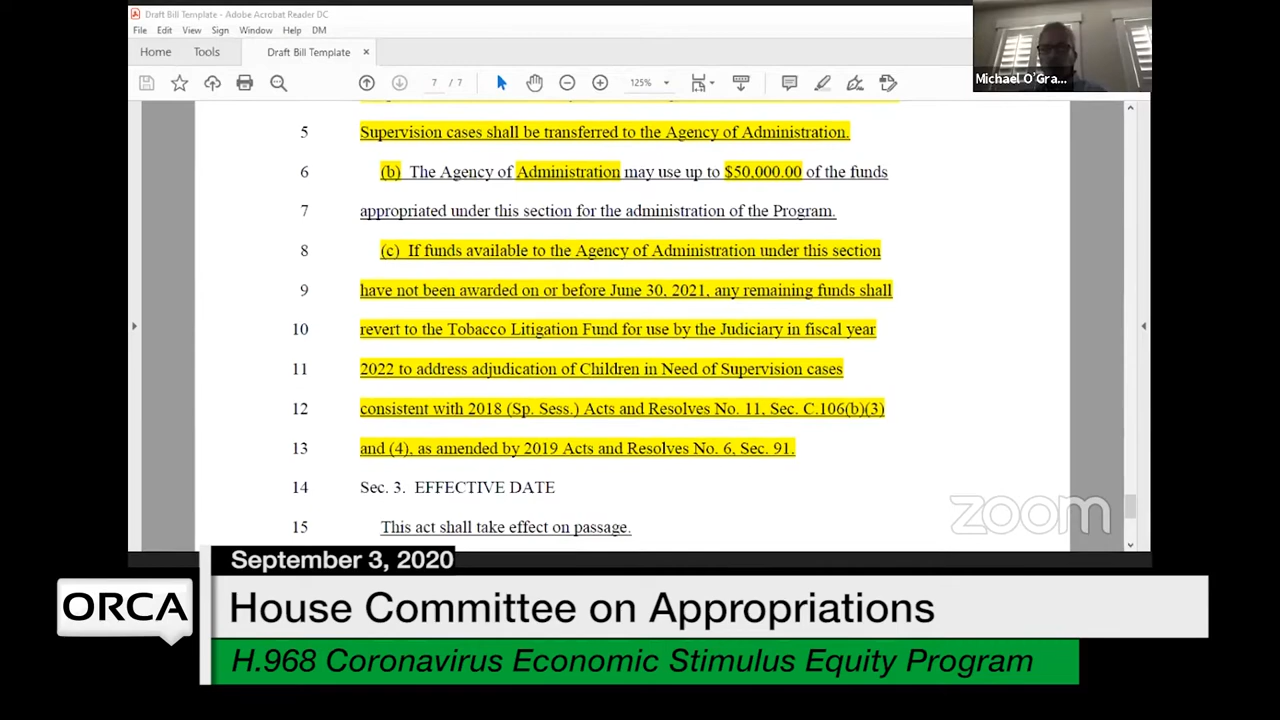 Draft Bill Template - Adobe Acrobat Reader DC
File Edit View Sign Window Help DM
Home Tools Draft Bill Template ×
7 / 7 125%
Michael O'Gra...
5 Supervision cases shall be transferred to the Agency of Administration.
6 (b) The Agency of Administration may use up to $50,000.00 of the funds
7 appropriated under this section for the administration of the Program.
8 (c) If funds available to the Agency of Administration under this section
9 have not been awarded on or before June 30, 2021, any remaining funds shall
10 revert to the Tobacco Litigation Fund for use by the Judiciary in fiscal year
11 2022 to address adjudication of Children in Need of Supervision cases
12 consistent with 2018 (Sp. Sess.) Acts and Resolves No. 11, Sec. C.106(b)(3)
13 and (4), as amended by 2019 Acts and Resolves No. 6, Sec. 91.
14 Sec. 3. EFFECTIVE DATE
15 This act shall take effect on passage.
zoom
September 3, 2020
ORCA
House Committee on Appropriations
H.968 Coronavirus Economic Stimulus Equity Program